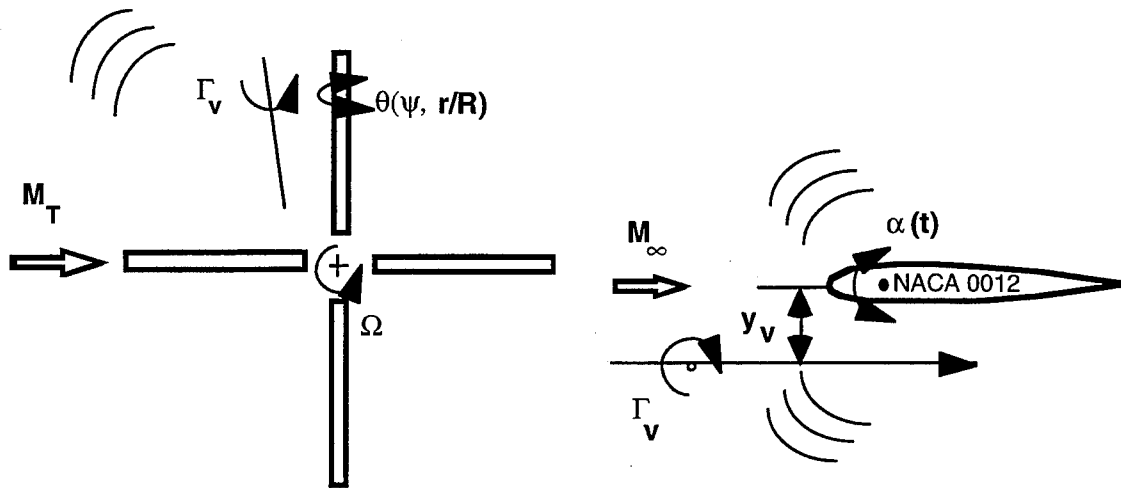 Γv
θ(ψ, r/R)
MT
Ω
M∞
α(t)
NACA 0012
yv
Γv